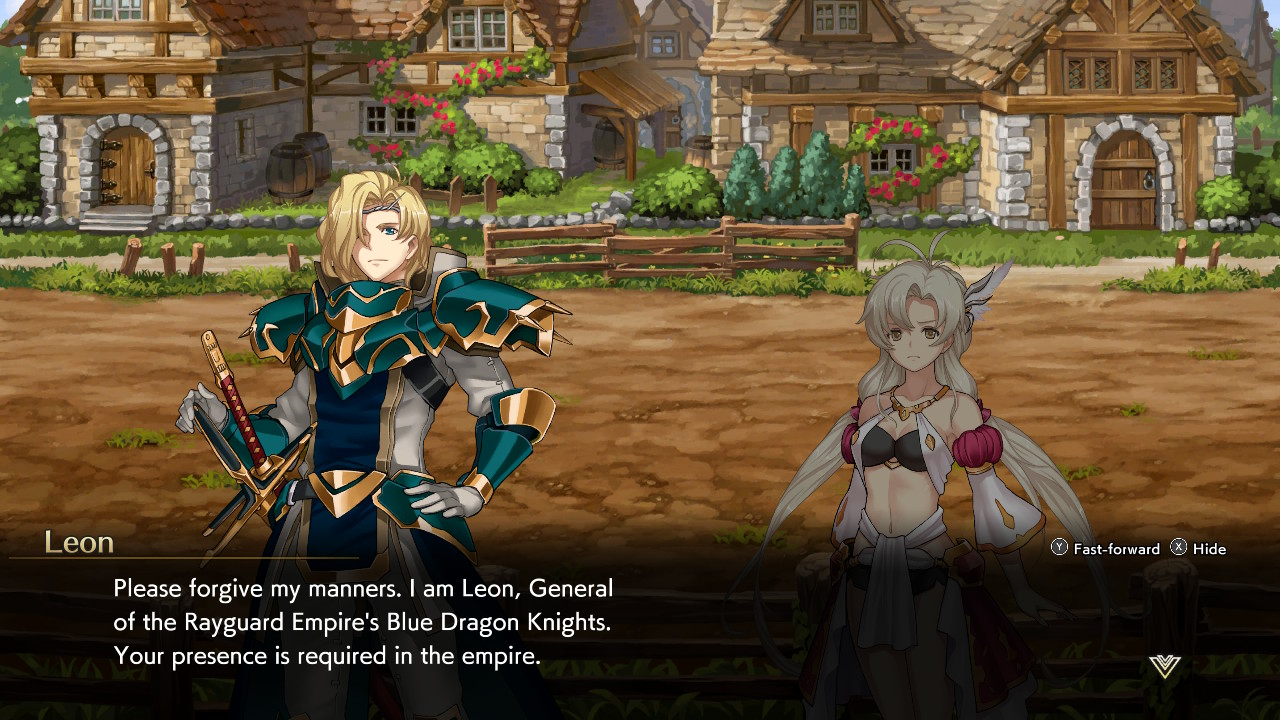 Leon
Please forgive my manners. I am Leon, General
of the Rayguard Empire's Blue Dragon Knights.
Your presence is required in the empire.
Y Fast-forward X Hide